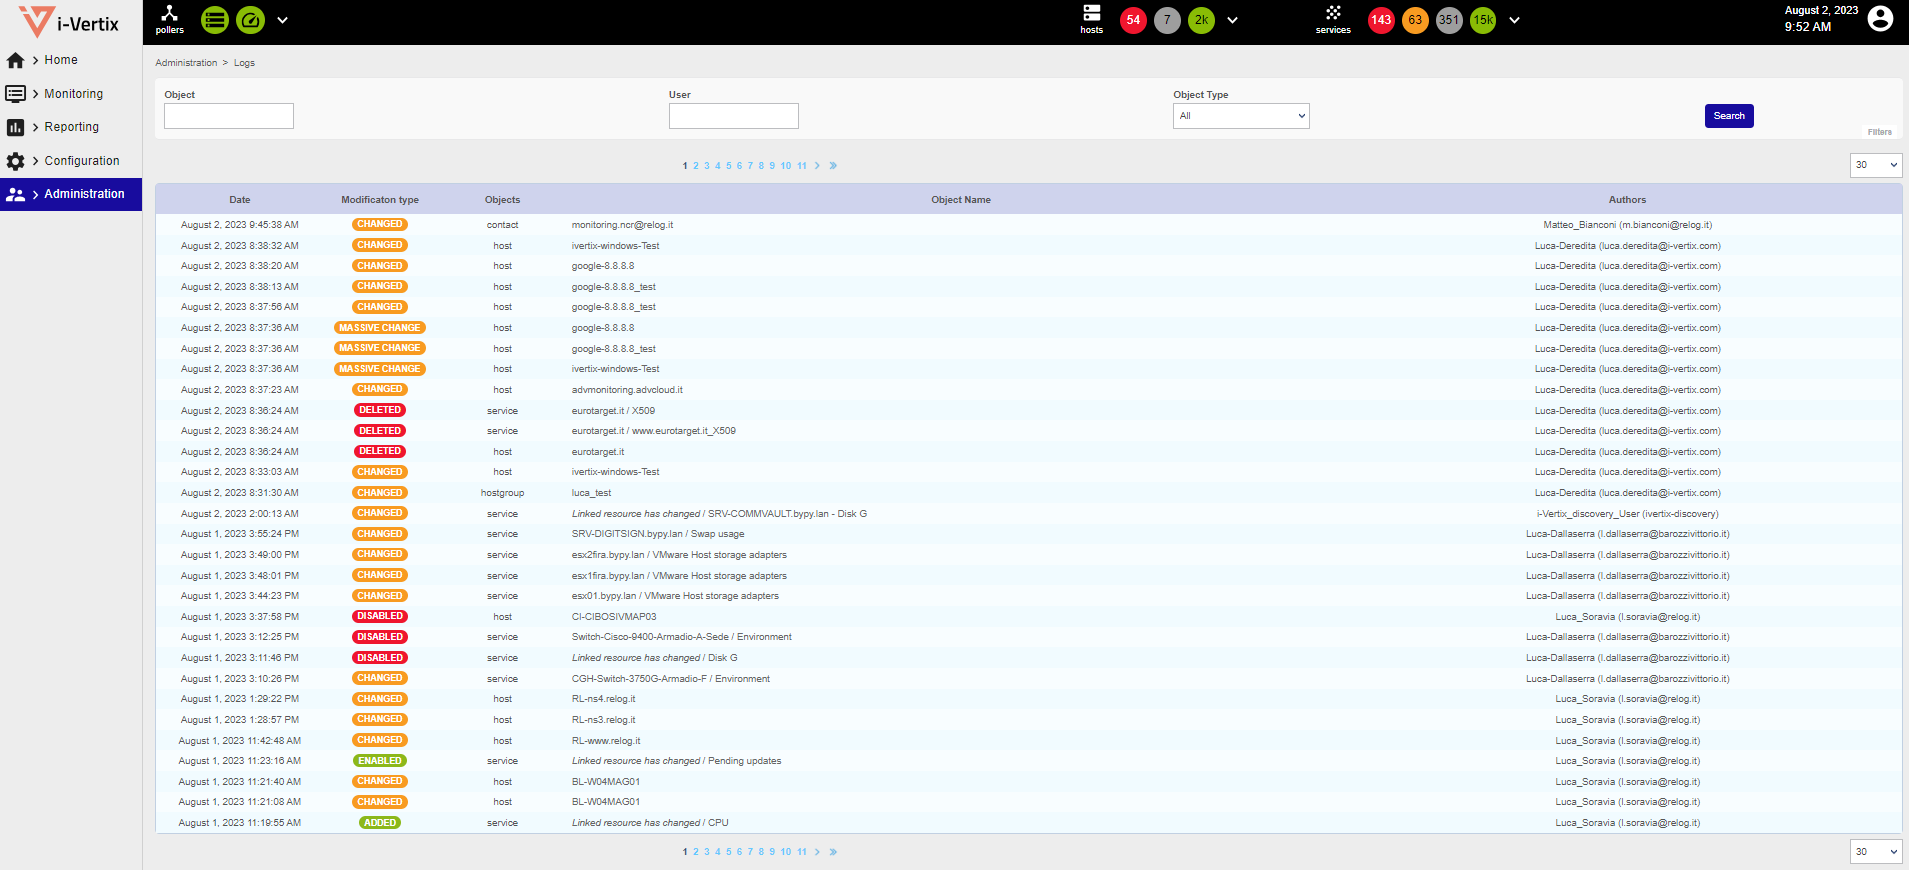 i-Vertix
pollers
hosts
54 7 2k
services
143 63 351 15k
August 2, 2023
9:52 AM
Home
Monitoring
Reporting
Configuration
Administration
Administration > Logs
Object User Object Type
All
Search
Filters
1 2 3 4 5 6 7 8 9 10 11
30
Date Modificaton type Objects Object Name Authors
August 2, 2023 9:45:38 AM CHANGED contact monitoring.ncr@relog.it Matteo_Bianconi (m.bianconi@relog.it)
August 2, 2023 8:38:32 AM CHANGED host ivertix-windows-Test Luca-Deredita (luca.deredita@i-vertix.com)
August 2, 2023 8:38:20 AM CHANGED host google-8.8.8.8 Luca-Deredita (luca.deredita@i-vertix.com)
August 2, 2023 8:38:13 AM CHANGED host google-8.8.8.8_test Luca-Deredita (luca.deredita@i-vertix.com)
August 2, 2023 8:37:56 AM CHANGED host google-8.8.8.8_test Luca-Deredita (luca.deredita@i-vertix.com)
August 2, 2023 8:37:36 AM MASSIVE CHANGE host google-8.8.8.8 Luca-Deredita (luca.deredita@i-vertix.com)
August 2, 2023 8:37:36 AM MASSIVE CHANGE host google-8.8.8.8_test Luca-Deredita (luca.deredita@i-vertix.com)
August 2, 2023 8:37:36 AM MASSIVE CHANGE host ivertix-windows-Test Luca-Deredita (luca.deredita@i-vertix.com)
August 2, 2023 8:37:23 AM CHANGED host advmonitoring.advcloud.it Luca-Deredita (luca.deredita@i-vertix.com)
August 2, 2023 8:36:24 AM DELETED service eurotarget.it / X509 Luca-Deredita (luca.deredita@i-vertix.com)
August 2, 2023 8:36:24 AM DELETED service eurotarget.it / www.eurotarget.it_X509 Luca-Deredita (luca.deredita@i-vertix.com)
August 2, 2023 8:36:24 AM DELETED host eurotarget.it Luca-Deredita (luca.deredita@i-vertix.com)
August 2, 2023 8:33:03 AM CHANGED host ivertix-windows-Test Luca-Deredita (luca.deredita@i-vertix.com)
August 2, 2023 8:31:30 AM CHANGED hostgroup luca_test Luca-Deredita (luca.deredita@i-vertix.com)
August 2, 2023 2:00:13 AM CHANGED service Linked resource has changed / SRV-COMMVAULT.bypy.lan - Disk G i-Vertix_discovery_User (ivertix-discovery)
August 1, 2023 3:55:24 PM CHANGED service SRV-DIGITSIGN.bypy.lan / Swap usage Luca-Dallaserra (l.dallaserra@barozzivittorio.it)
August 1, 2023 3:49:00 PM CHANGED service esx2fira.bypy.lan / VMware Host storage adapters Luca-Dallaserra (l.dallaserra@barozzivittorio.it)
August 1, 2023 3:48:01 PM CHANGED service esx1fira.bypy.lan / VMware Host storage adapters Luca-Dallaserra (l.dallaserra@barozzivittorio.it)
August 1, 2023 3:44:23 PM CHANGED service esx01.bypy.lan / VMware Host storage adapters Luca-Dallaserra (l.dallaserra@barozzivittorio.it)
August 1, 2023 3:37:58 PM DISABLED host CI-CIBOSIVMAP03 Luca_Soravia (l.soravia@relog.it)
August 1, 2023 3:12:25 PM DISABLED service Switch-Cisco-9400-Armadio-A-Sede / Environment Luca-Dallaserra (l.dallaserra@barozzivittorio.it)
August 1, 2023 3:11:46 PM DISABLED service Linked resource has changed / Disk G Luca-Dallaserra (l.dallaserra@barozzivittorio.it)
August 1, 2023 3:10:26 PM CHANGED service CGH-Switch-3750G-Armadio-F / Environment Luca-Dallaserra (l.dallaserra@barozzivittorio.it)
August 1, 2023 1:29:22 PM CHANGED host RL-ns4.relog.it Luca_Soravia (l.soravia@relog.it)
August 1, 2023 1:28:57 PM CHANGED host RL-ns3.relog.it Luca_Soravia (l.soravia@relog.it)
August 1, 2023 11:42:48 AM CHANGED host RL-www.relog.it Luca_Soravia (l.soravia@relog.it)
August 1, 2023 11:23:16 AM ENABLED service Linked resource has changed / Pending updates Luca_Soravia (l.soravia@relog.it)
August 1, 2023 11:21:40 AM CHANGED host BL-W04MAG01 Luca_Soravia (l.soravia@relog.it)
August 1, 2023 11:21:08 AM CHANGED host BL-W04MAG01 Luca_Soravia (l.soravia@relog.it)
August 1, 2023 11:19:55 AM ADDED service Linked resource has changed / CPU Luca_Soravia (l.soravia@relog.it)
1 2 3 4 5 6 7 8 9 10 11
30